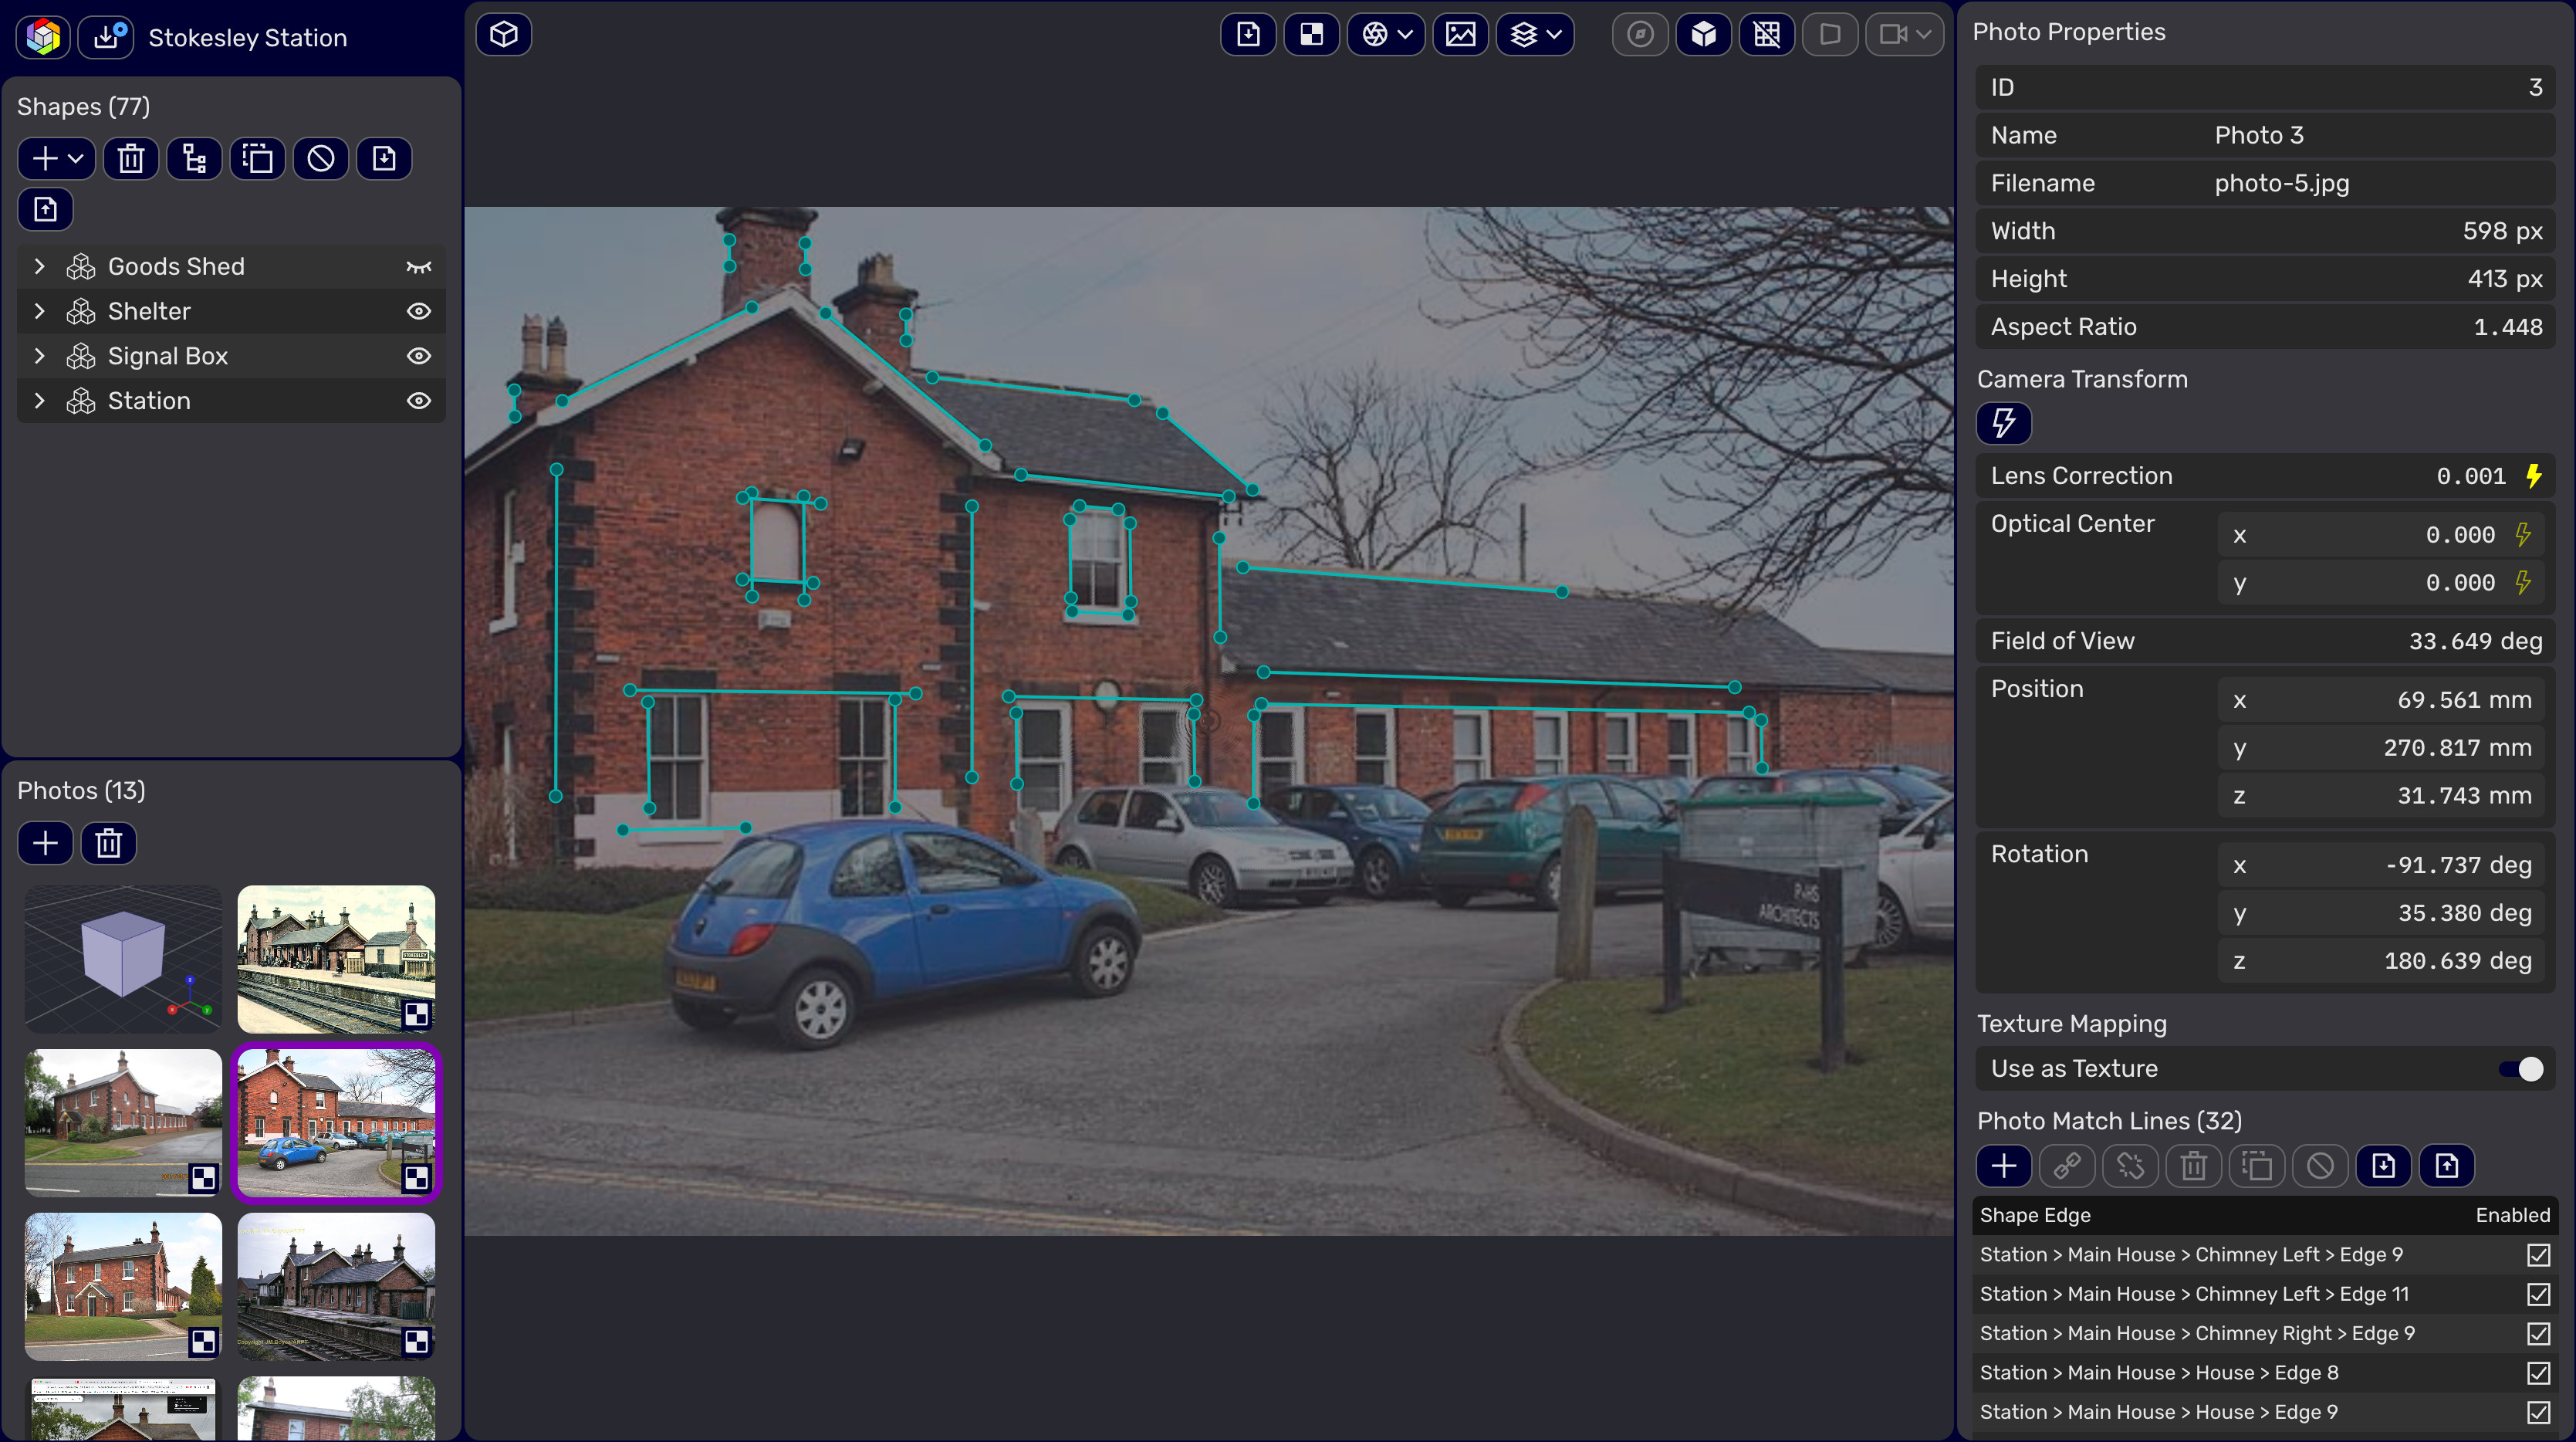 Stokesley Station
Shapes (77)
Goods Shed
Shelter
Signal Box
Station
Photos (13)
STOKESLEY
P+HS
ARCHITECTS
Photo Properties
ID 3
Name Photo 3
Filename photo-5.jpg
Width 598 px
Height 413 px
Aspect Ratio 1.448
Camera Transform
Lens Correction 0.001
Optical Center x 0.000
y 0.000
Field of View 33.649 deg
Position x 69.561 mm
y 270.817 mm
z 31.743 mm
Rotation x -91.737 deg
y 35.380 deg
z 180.639 deg
Texture Mapping
Use as Texture
Photo Match Lines (32)
Shape Edge Enabled
Station > Main House > Chimney Left > Edge 9
Station > Main House > Chimney Left > Edge 11
Station > Main House > Chimney Right > Edge 9
Station > Main House > House > Edge 8
Station > Main House > House > Edge 9